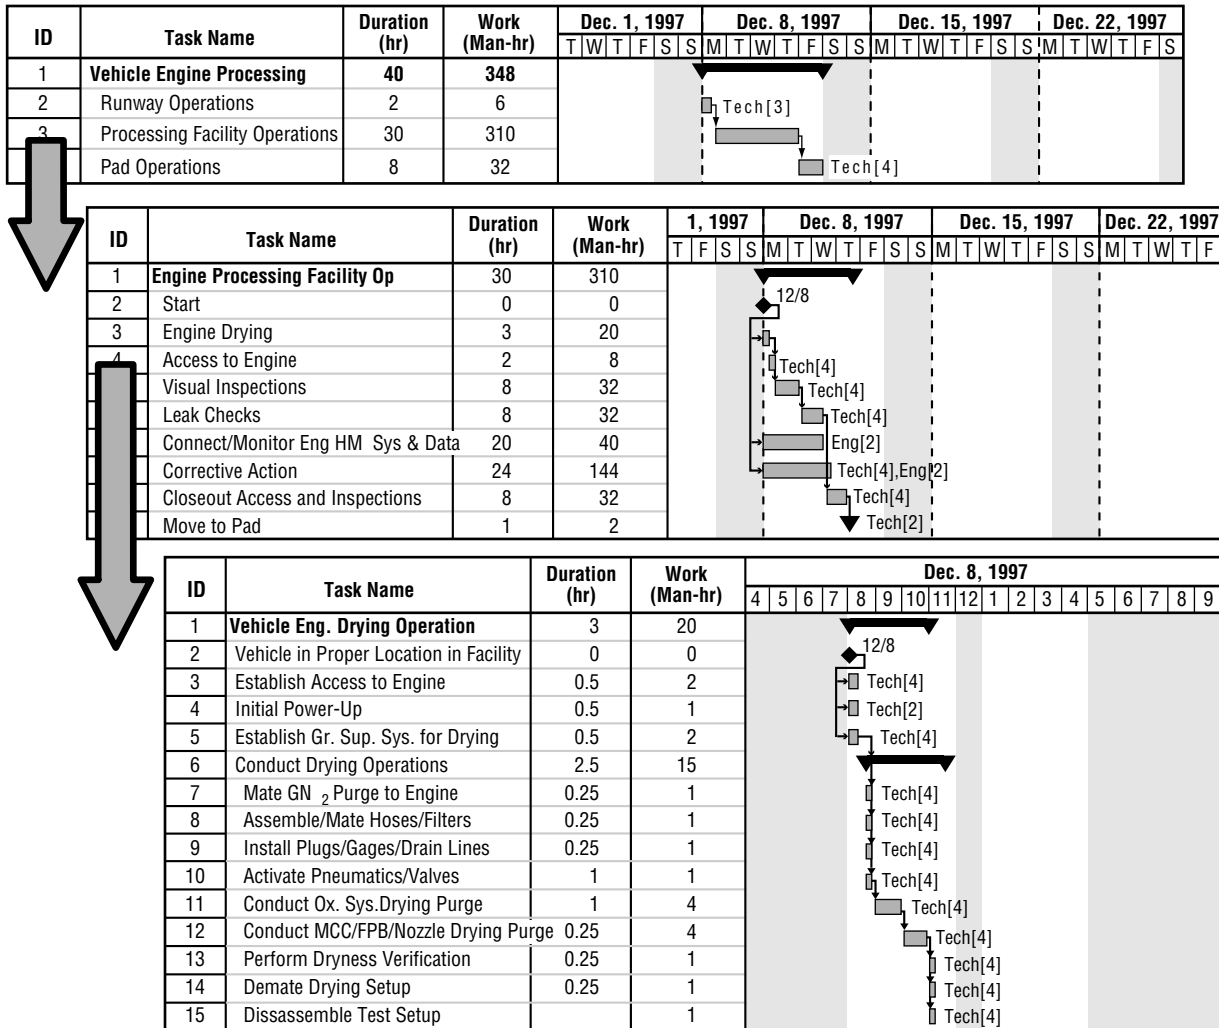 ID Task Name Duration (hr) Work (Man-hr) Dec. 1, 1997 Dec. 8, 1997 Dec. 15, 1997 Dec. 22, 1997
T W T F S S M T W T F S S M T W T F S S M T W T F S
1 Vehicle Engine Processing 40 348
2 Runway Operations 2 6 Tech[3]
3 Processing Facility Operations 30 310
Pad Operations 8 32 Tech[4]
ID Task Name Duration (hr) Work (Man-hr) 1, 1997 Dec. 8, 1997 Dec. 15, 1997 Dec. 22, 1997
T F S S M T W T F S S M T W T F S S M T W T F
1 Engine Processing Facility Op 30 310
2 Start 0 0 12/8
3 Engine Drying 3 20
4 Access to Engine 2 8 Tech[4]
Visual Inspections 8 32 Tech[4]
Leak Checks 8 32 Tech[4]
Connect/Monitor Eng HM Sys & Data 20 40 Eng[2]
Corrective Action 24 144 Tech[4],Eng[2]
Closeout Access and Inspections 8 32 Tech[4]
Move to Pad 1 2 Tech[2]
ID Task Name Duration (hr) Work (Man-hr) Dec. 8, 1997
4 5 6 7 8 9 10 11 12 1 2 3 4 5 6 7 8 9
1 Vehicle Eng. Drying Operation 3 20
2 Vehicle in Proper Location in Facility 0 0 12/8
3 Establish Access to Engine 0.5 2 Tech[4]
4 Initial Power-Up 0.5 1 Tech[2]
5 Establish Gr. Sup. Sys. for Drying 0.5 2 Tech[4]
6 Conduct Drying Operations 2.5 15
7 Mate GN 2 Purge to Engine 0.25 1 Tech[4]
8 Assemble/Mate Hoses/Filters 0.25 1 Tech[4]
9 Install Plugs/Gages/Drain Lines 0.25 1 Tech[4]
10 Activate Pneumatics/Valves 1 1 Tech[4]
11 Conduct Ox. Sys.Drying Purge 1 4 Tech[4]
12 Conduct MCC/FPB/Nozzle Drying Purge 0.25 4 Tech[4]
13 Perform Dryness Verification 0.25 1 Tech[4]
14 Demate Drying Setup 0.25 1 Tech[4]
15 Dissassemble Test Setup 1 Tech[4]